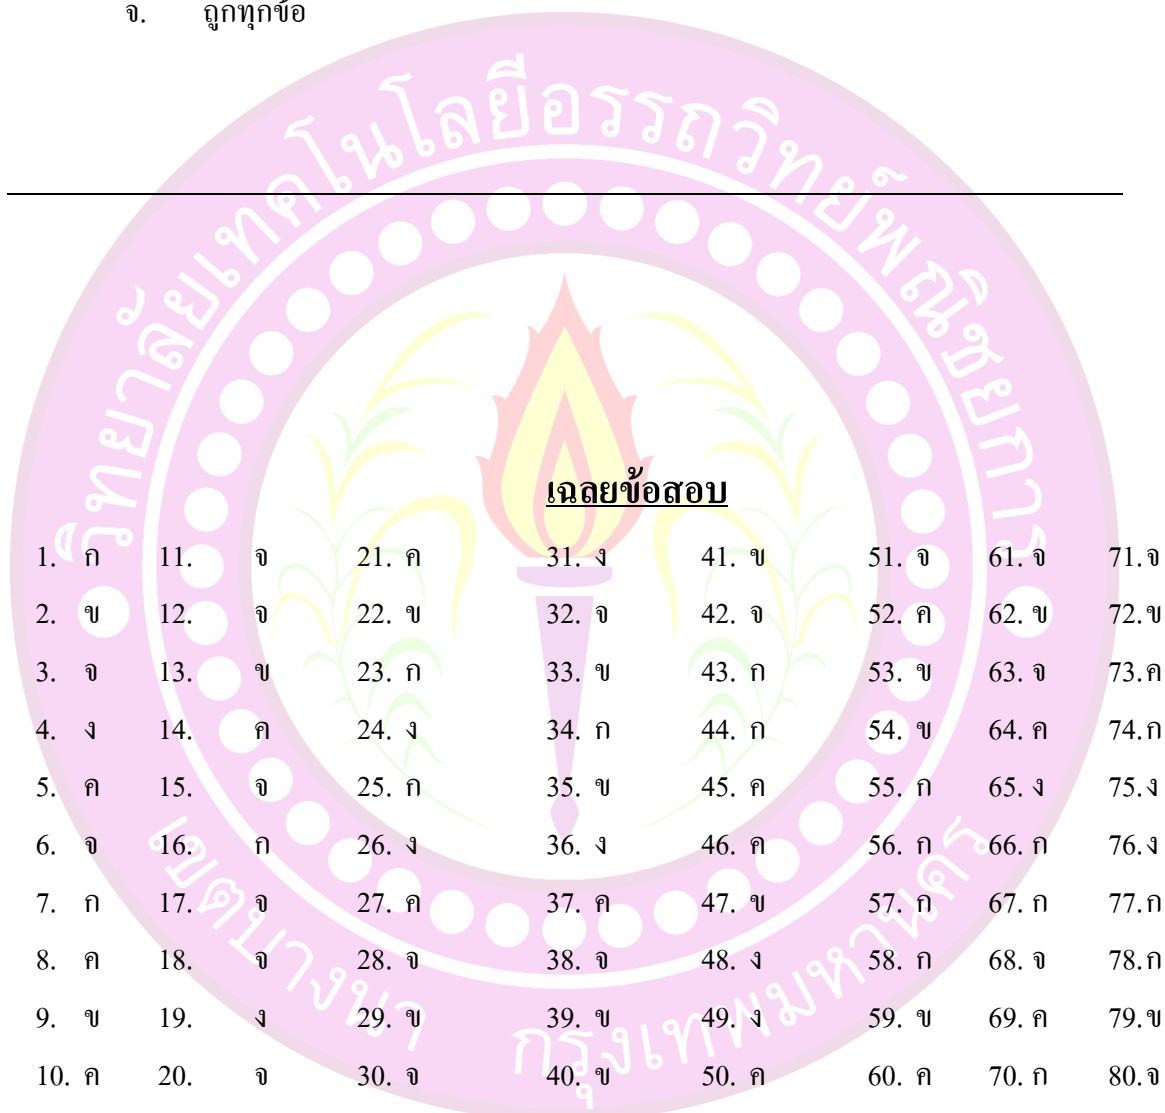 จ. ถูกทุกข้อ
วิทยาลัยเทคโนโลยีอรรถวิทย์พณิชยการ
เฉลยข้อสอบ
1. ก 11. จ 21. ค 31. ง 41. ข 51. จ 61. จ 71.จ
2. ข 12. จ 22. ข 32. จ 42. จ 52. ค 62. ข 72.ข
3. จ 13. ข 23. ก 33. ข 43. ก 53. ข 63. จ 73.ค
4. ง 14. ค 24. ง 34. ก 44. ก 54. ข 64. ค 74.ก
5. ค 15. จ 25. ก 35. ข 45. ค 55. ก 65. ง 75.ง
6. จ 16. ก 26. ง 36. ง 46. ค 56. ก 66. ก 76.ง
7. ก 17. จ 27. ค 37. ค 47. ข 57. ก 67. ก 77.ก
8. ค 18. จ 28. จ 38. จ 48. ง 58. ก 68. จ 78.ก
9. ข 19. ง 29. ข 39. ข 49. ง 59. ข 69. ค 79.ข
10. ค 20. จ 30. จ 40. ข 50. ค 60. ค 70. ก 80.จ
เขตบางนา กรุงเทพมหานคร